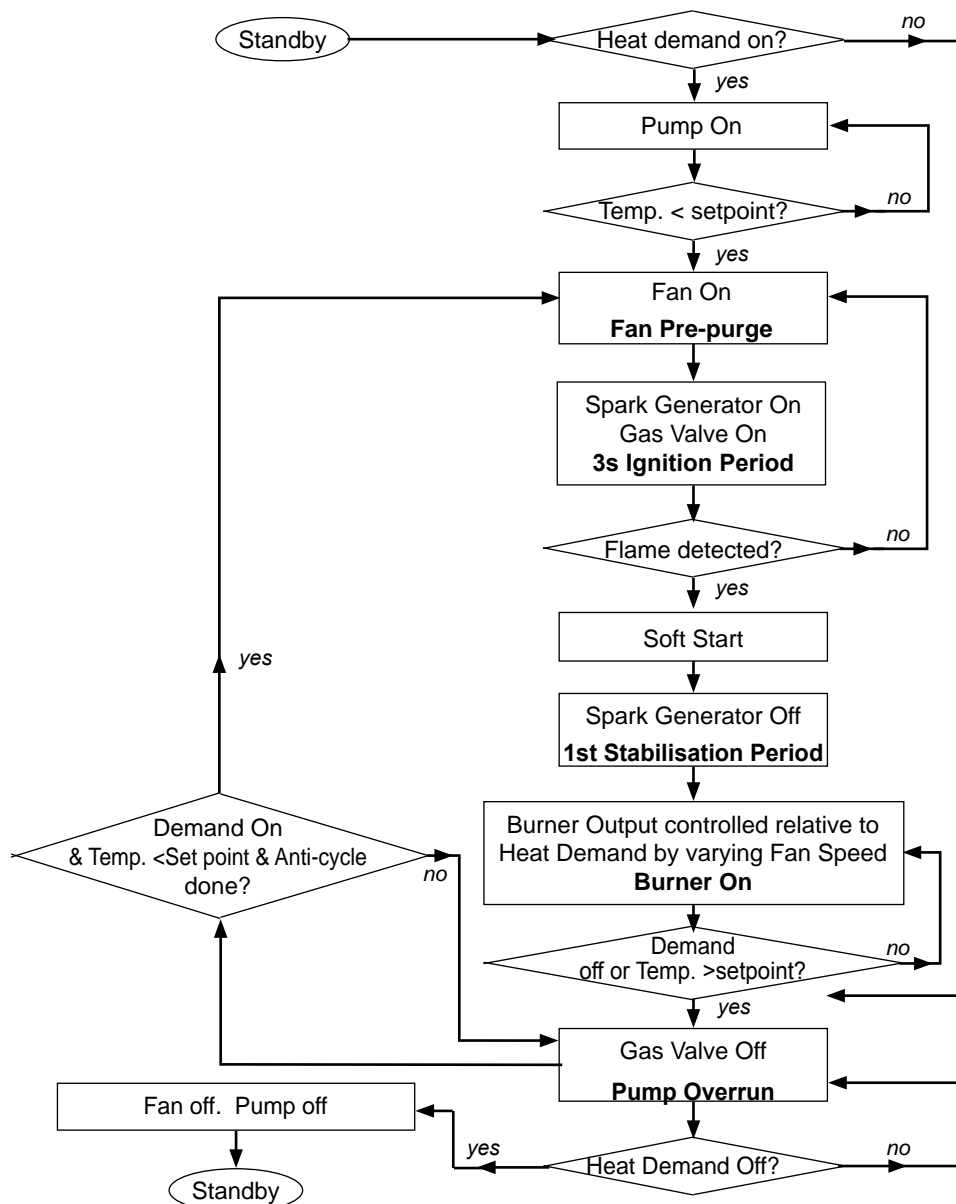 Standby
Heat demand on?
no
yes
Pump On
Temp. < setpoint?
no
yes
Fan On
Fan Pre-purge
Spark Generator On
Gas Valve On
3s Ignition Period
Flame detected?
no
yes
Soft Start
yes
Spark Generator Off
1st Stabilisation Period
Demand On
& Temp. <Set point & Anti-cycle
done?
no
Burner Output controlled relative to
Heat Demand by varying Fan Speed
Burner On
Demand
off or Temp. >setpoint?
no
yes
Gas Valve Off
Pump Overrun
Fan off. Pump off
yes
Heat Demand Off?
no
Standby